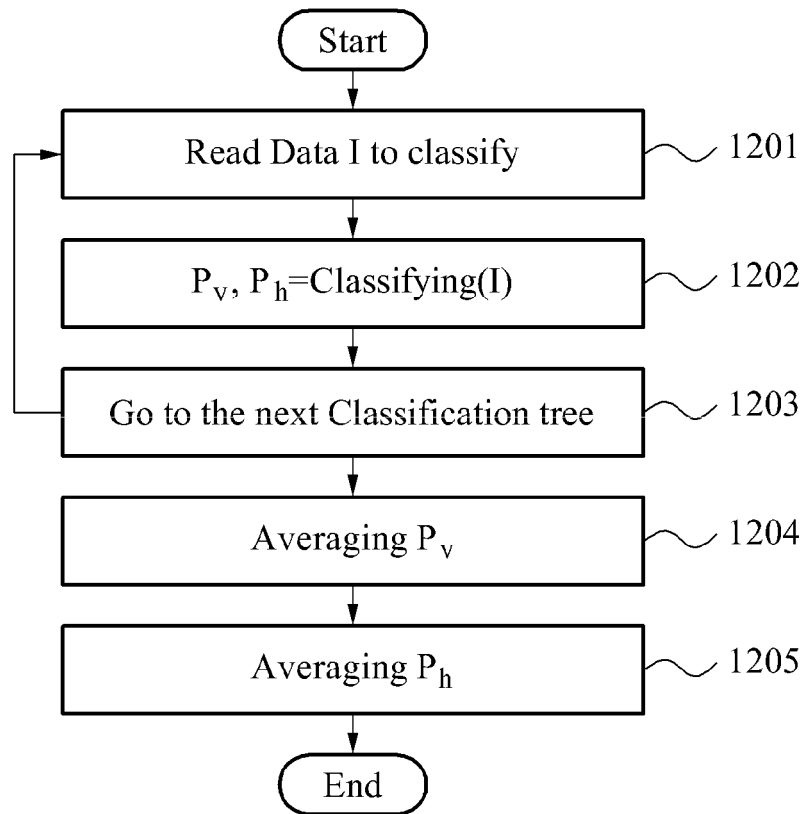 Start
Read Data I to classify
1201
Pv, Ph=Classifying(I)
1202
Go to the next Classification tree
1203
Averaging Pv
1204
Averaging Ph
1205
End